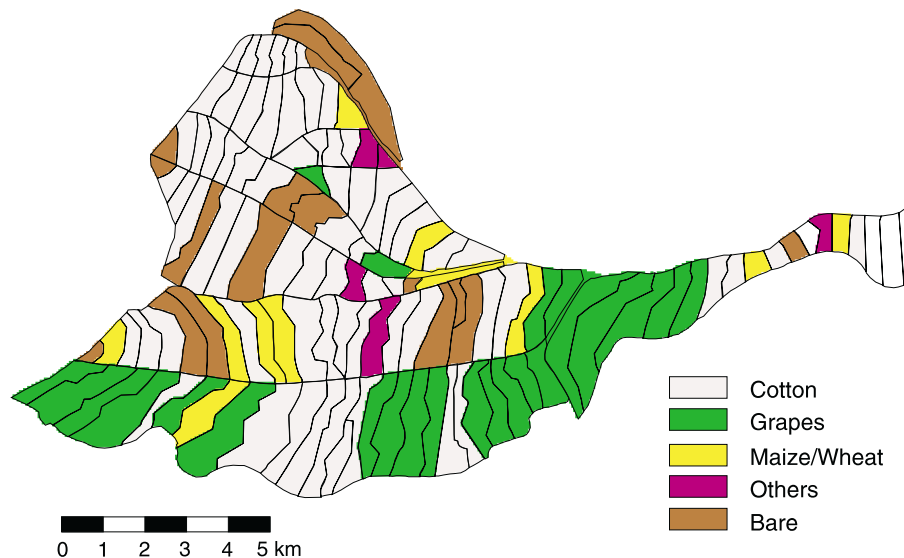 Cotton
Grapes
Maize/Wheat
Others
Bare
0 1 2 3 4 5 km